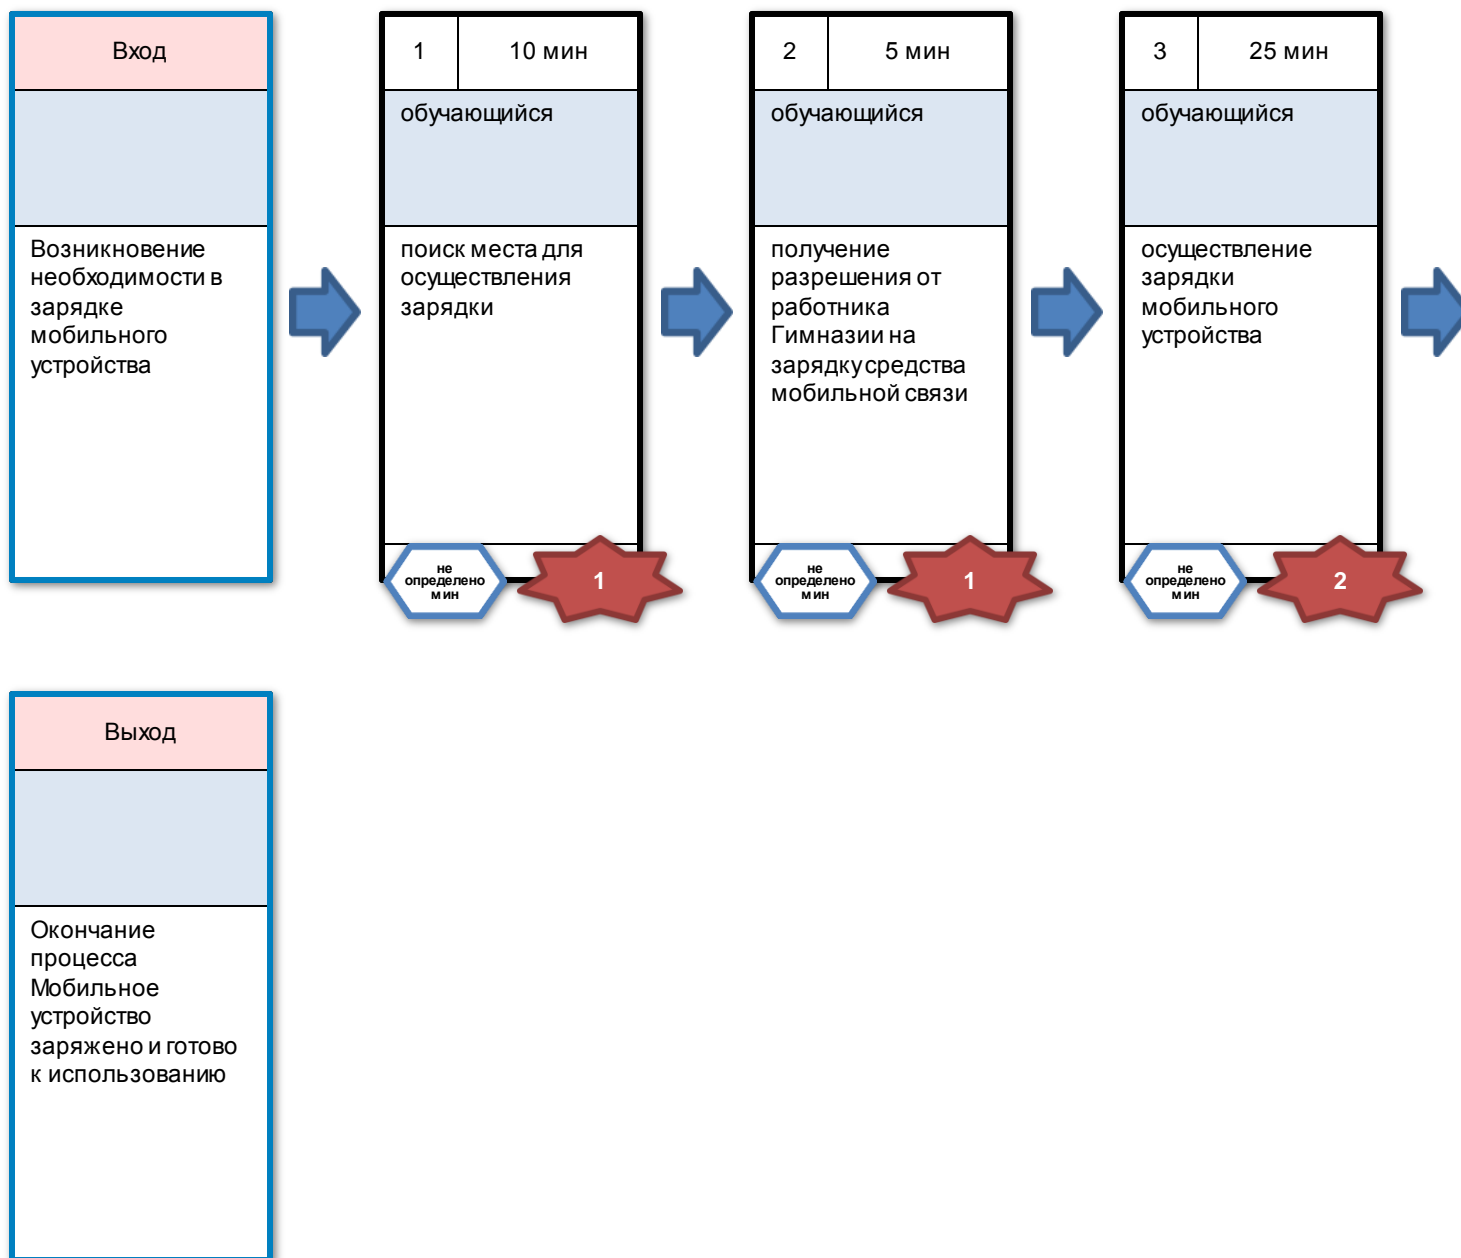 Вход
Возникновение
необходимости в
зарядке
мобильного
устройства
1
10 мин
обучающийся
поиск места для
осуществления
зарядки
не
определено
мин
1
2
5 мин
обучающийся
получение
разрешения от
работника
Гимназии на
зарядку средства
мобильной связи
не
определено
мин
1
3
25 мин
обучающийся
осуществление
зарядки
мобильного
устройства
не
определено
мин
2
Выход
Окончание
процесса
Мобильное
устройство
заряжено и готово
к использованию